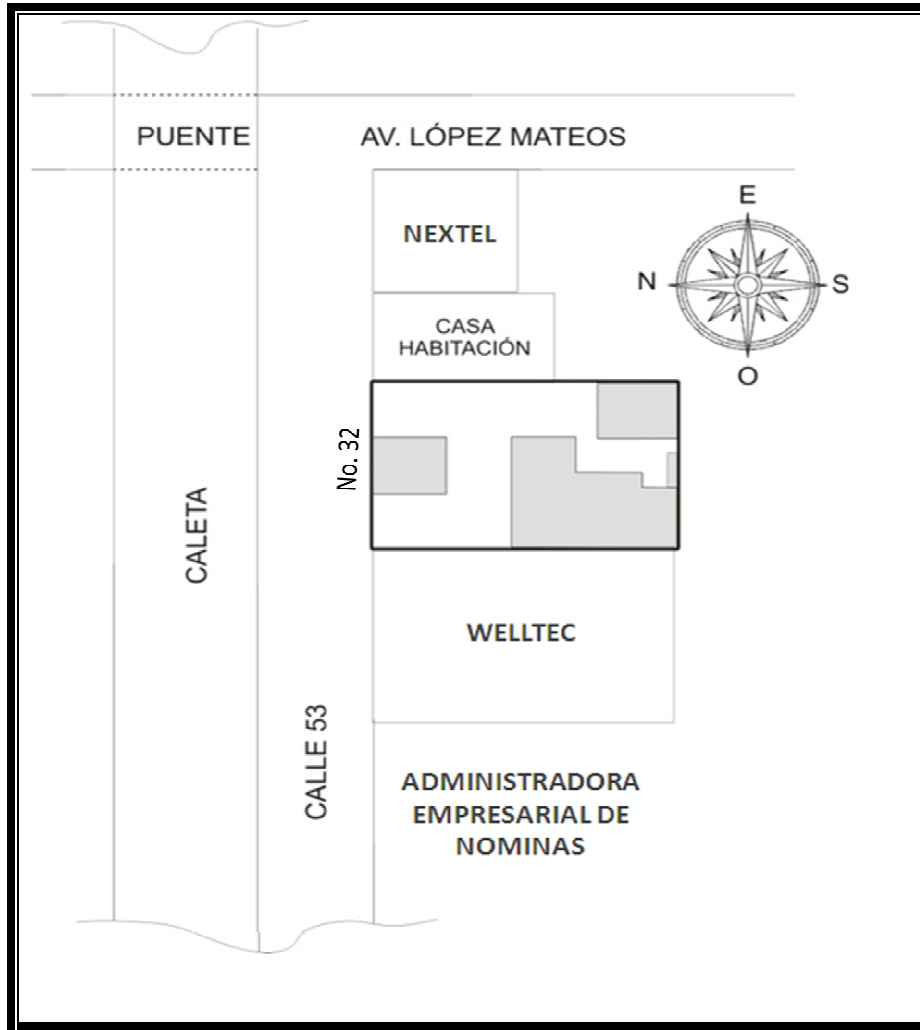 PUENTE
AV. LÓPEZ MATEOS
NEXTEL
E
N
S
O
CASA
HABITACIÓN
No. 32
CALETA
WELLTEC
CALLE 53
ADMINISTRADORA
EMPRESARIAL DE
NOMINAS